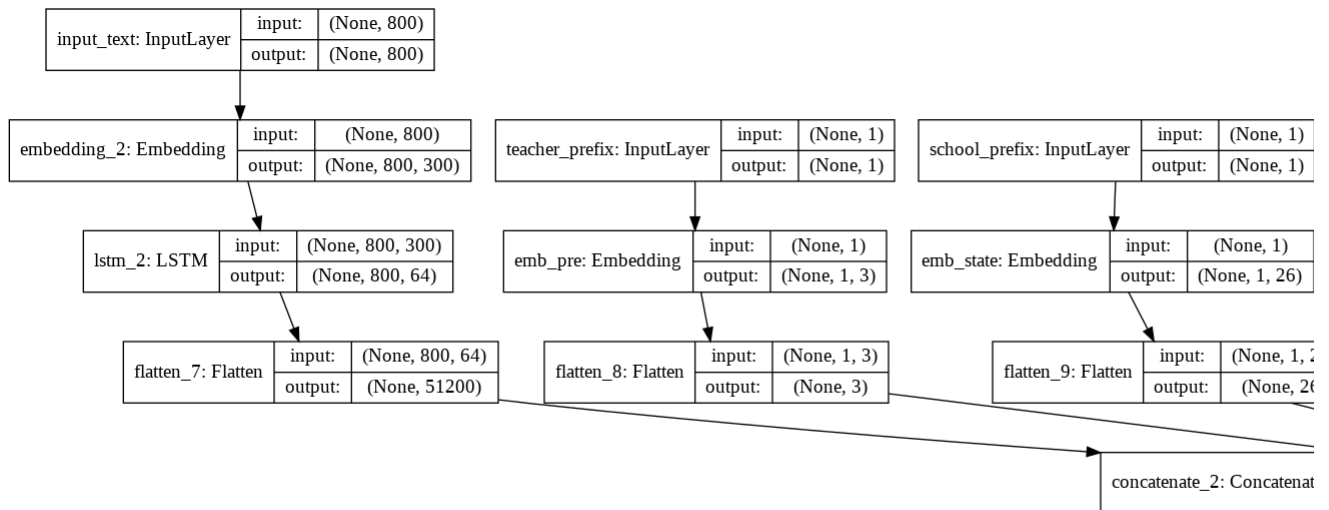 input_text: InputLayer
input: (None, 800)
output: (None, 800)
embedding_2: Embedding
input: (None, 800)
output: (None, 800, 300)
teacher_prefix: InputLayer
input: (None, 1)
output: (None, 1)
school_prefix: InputLayer
input: (None, 1)
output: (None, 1)
lstm_2: LSTM
input: (None, 800, 300)
output: (None, 800, 64)
emb_pre: Embedding
input: (None, 1)
output: (None, 1, 3)
emb_state: Embedding
input: (None, 1)
output: (None, 1, 26)
flatten_7: Flatten
input: (None, 800, 64)
output: (None, 51200)
flatten_8: Flatten
input: (None, 1, 3)
output: (None, 3)
flatten_9: Flatten
input: (None, 1,
output: (None,
concatenate_2: